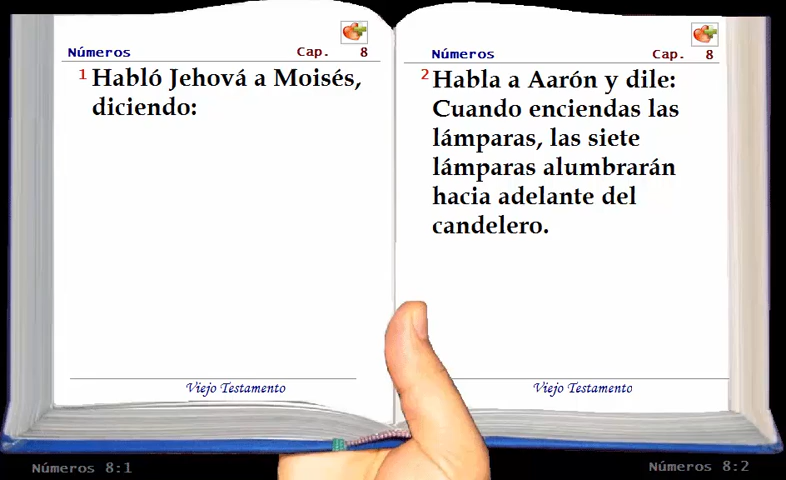 Números Cap. 8
1 Habló Jehová a Moisés,
diciendo:
Viejo Testamento
Números 8:1
Números Cap. 8
2 Habla a Aarón y dile:
Cuando enciendas las
lámparas, las siete
lámparas alumbrarán
hacia adelante del
candelero.
Viejo Testamento
Números 8:2